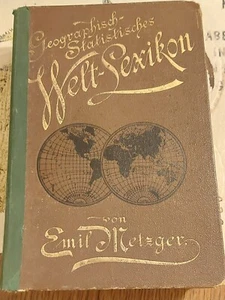 Geographisch-
Statistisches
Welt-Lexikon
von
Emil Metzger.